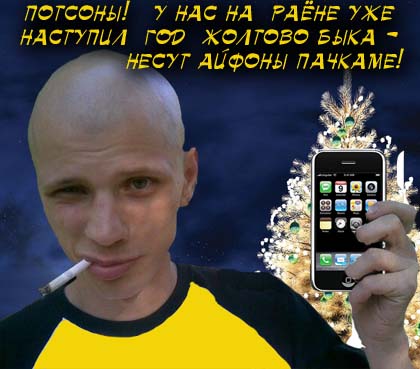 ПОТСОНЫ! У НАС НА РАЁНЕ УЖЕ
НАСТУПИЛ ГОД ЖОЛТОВО БЫКА -
НЕСУТ АЙФОНЫ ПАЧКАМЕ!